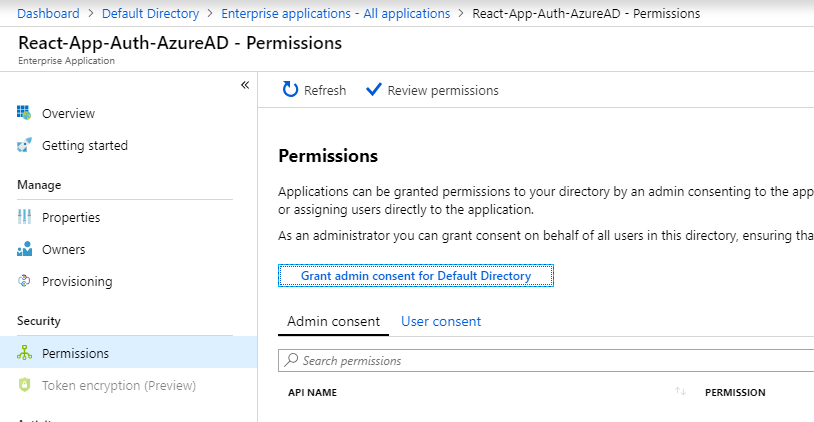 Dashboard > Default Directory > Enterprise applications - All applications > React-App-Auth-AzureAD - Permissions
React-App-Auth-AzureAD - Permissions
Enterprise Application
«
Overview
Getting started
Manage
Properties
Owners
Provisioning
Security
Permissions
Token encryption (Preview)
Refresh
Review permissions
Permissions
Applications can be granted permissions to your directory by an admin consenting to the app
or assigning users directly to the application.
As an administrator you can grant consent on behalf of all users in this directory, ensuring tha
Grant admin consent for Default Directory
Admin consent User consent
Search permissions
API NAME ↑↓ PERMISSION